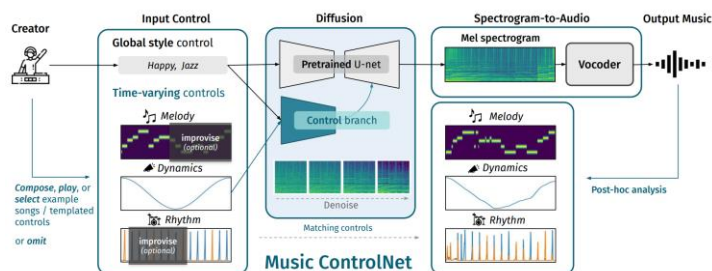 Creator
Input Control
Diffusion
Spectrogram-to-Audio
Output Music
Global style control
Happy, Jazz
Time-varying controls
Melody
improvise
(optional)
Dynamics
Rhythm
improvise
(optional)
Compose, play, or
select example
songs / templated
controls
or omit
Pretrained U-net
Control branch
Denoise
Matching controls
Music ControlNet
Mel spectrogram
Vocoder
Melody
Dynamics
Rhythm
Post-hoc analysis